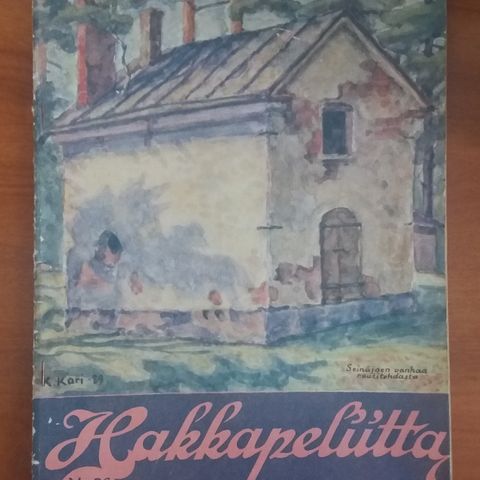 K. Kari -29
Seinäjoen vanhaa
ruutitehdasta
Hakkapeliitta